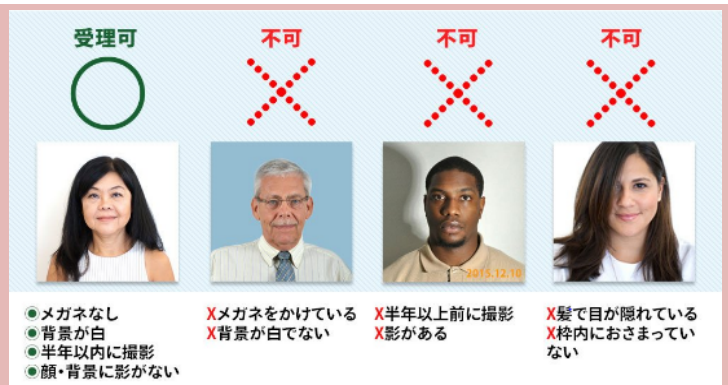 受理可
不可
不可
不可
2015.12.10
◉メガネなし
◉背景が白
◉半年以内に撮影
◉顔・背景に影がない
Xメガネをかけている
X背景が白でない
X半年以上前に撮影
X影がある
X髪で目が隠れている
X枠内におさまってい
ない